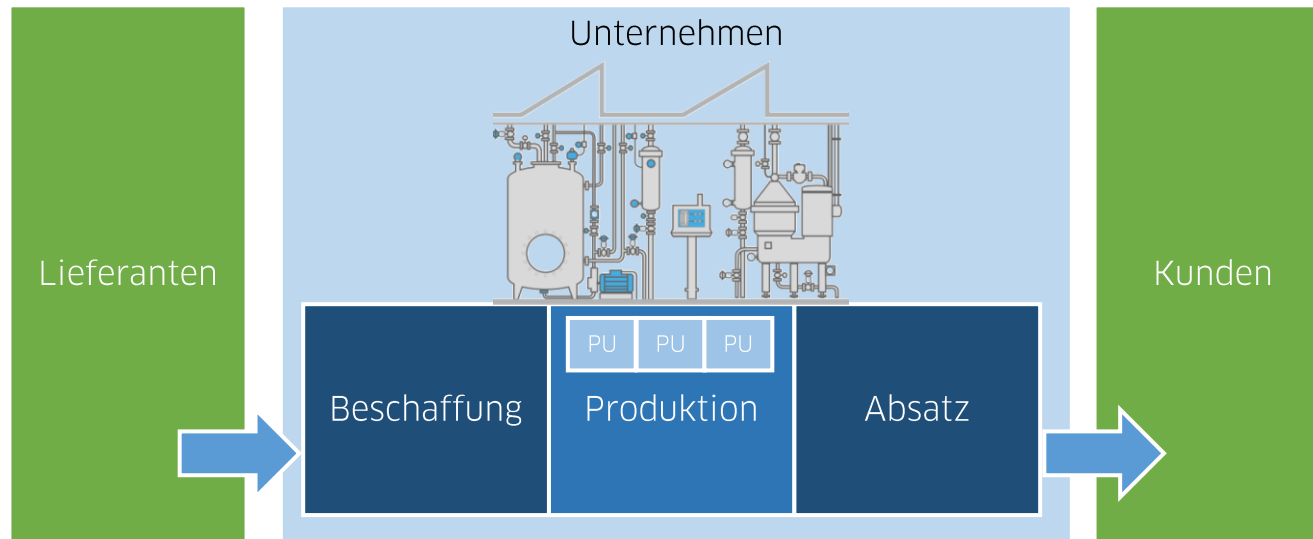 Unternehmen
Lieferanten
Kunden
PU PU PU
Beschaffung
Produktion
Absatz